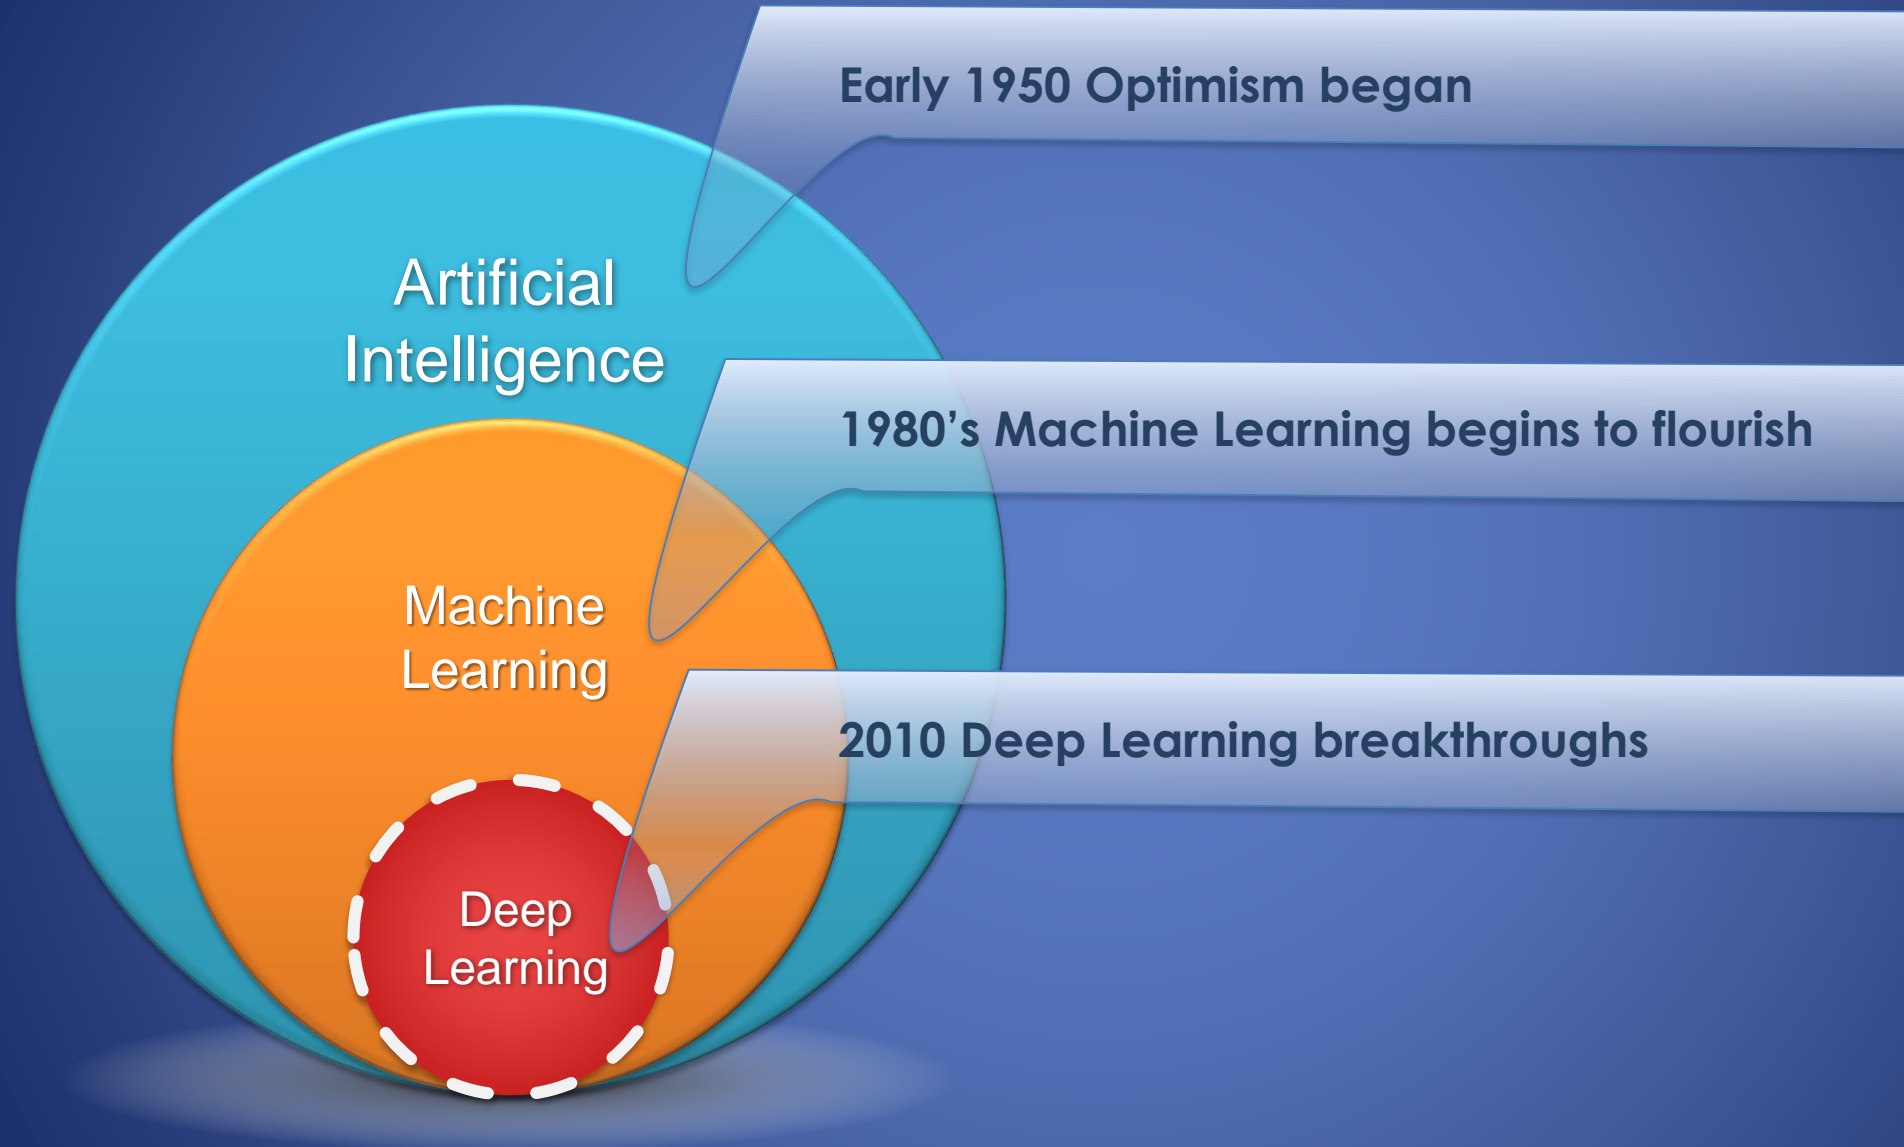 Early 1950 Optimism began
Artificial
Intelligence
1980’s Machine Learning begins to flourish
Machine
Learning
2010 Deep Learning breakthroughs
Deep
Learning